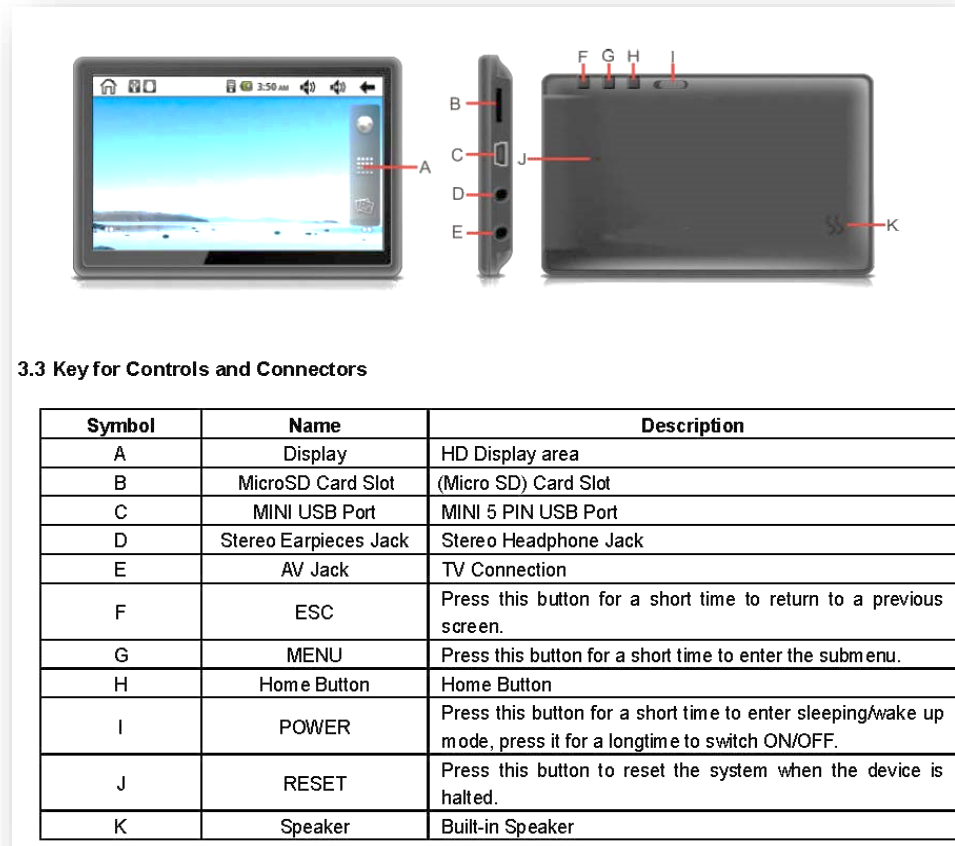 3:50 AM
F G H I
B
C
J
A
D
E
K
3.3 Key for Controls and Connectors
Symbol Name Description
A Display HD Display area
B MicroSD Card Slot (Micro SD) Card Slot
C MINI USB Port MINI 5 PIN USB Port
D Stereo Earpieces Jack Stereo Headphone Jack
E AV Jack TV Connection
F ESC Press this button for a short time to return to a previous
screen.
G MENU Press this button for a short time to enter the submenu.
H Home Button Home Button
I POWER Press this button for a short time to enter sleeping/wake up
mode, press it for a longtime to switch ON/OFF.
J RESET Press this button to reset the system when the device is
halted.
K Speaker Built-in Speaker